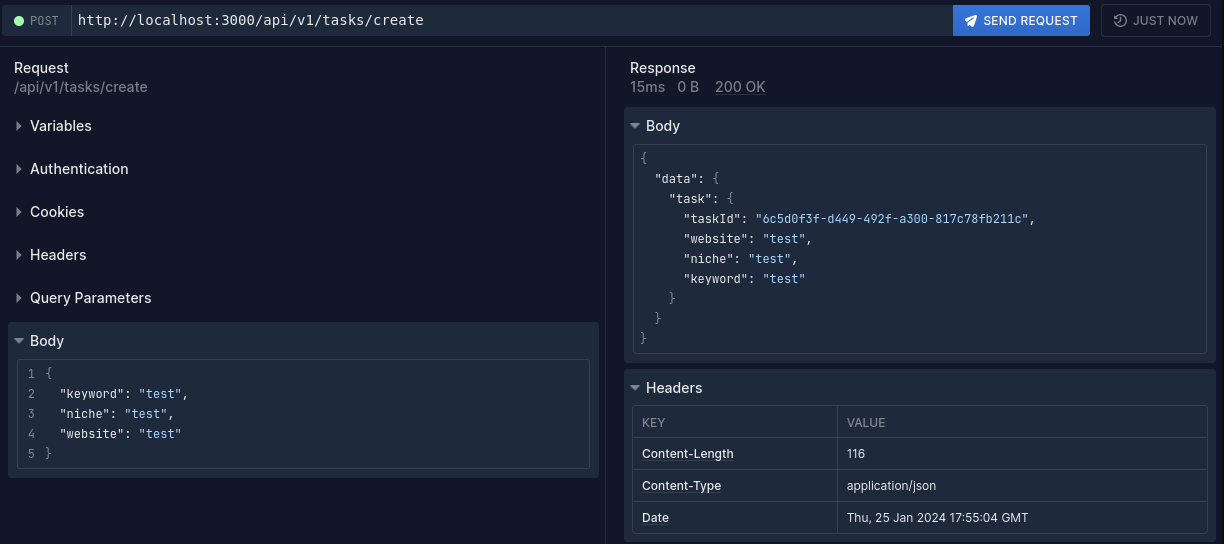 POST http://localhost:3000/api/v1/tasks/create SEND REQUEST JUST NOW
Request
/api/v1/tasks/create
Variables
Authentication
Cookies
Headers
Query Parameters
Body
1 {
2 "keyword": "test",
3 "niche": "test",
4 "website": "test"
5 }
Response
15ms 0 B 200 OK
Body
{
"data": {
"task": {
"taskId": "6c5d0f3f-d449-492f-a300-817c78fb211c",
"website": "test",
"niche": "test",
"keyword": "test"
}
}
}
Headers
KEY VALUE
Content-Length 116
Content-Type application/json
Date Thu, 25 Jan 2024 17:55:04 GMT